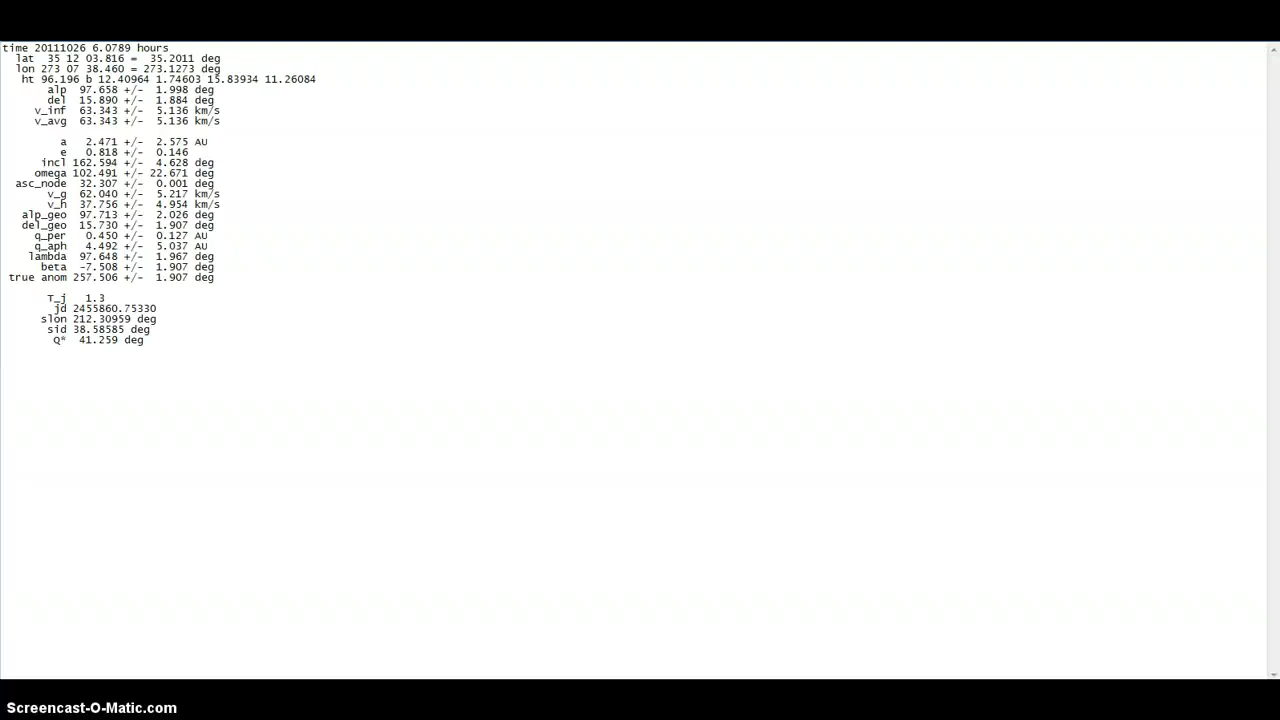 time 20111026 6.0789 hours
lat 35 12 03.816 = 35.2011 deg
lon 273 07 38.460 = 273.1273 deg
ht 96.196 b 12.40964 1.74603 15.83934 11.26084
alp 97.658 +/- 1.998 deg
del 15.890 +/- 1.884 deg
v_inf 63.343 +/- 5.136 km/s
v_avg 63.343 +/- 5.136 km/s
a 2.471 +/- 2.575 AU
e 0.818 +/- 0.146
incl 162.594 +/- 4.628 deg
omega 102.491 +/- 22.671 deg
asc_node 32.307 +/- 0.001 deg
v_g 62.040 +/- 5.217 km/s
v_h 37.756 +/- 4.954 km/s
alp_geo 97.713 +/- 2.026 deg
del_geo 15.730 +/- 1.907 deg
q_per 0.450 +/- 0.127 AU
q_aph 4.492 +/- 5.037 AU
lambda 97.648 +/- 1.967 deg
beta -7.508 +/- 1.907 deg
true anom 257.506 +/- 1.907 deg
T_j 1.3
jd 2455860.75330
slon 212.30959 deg
sid 38.58585 deg
Q* 41.259 deg
Screencast-O-Matic.com